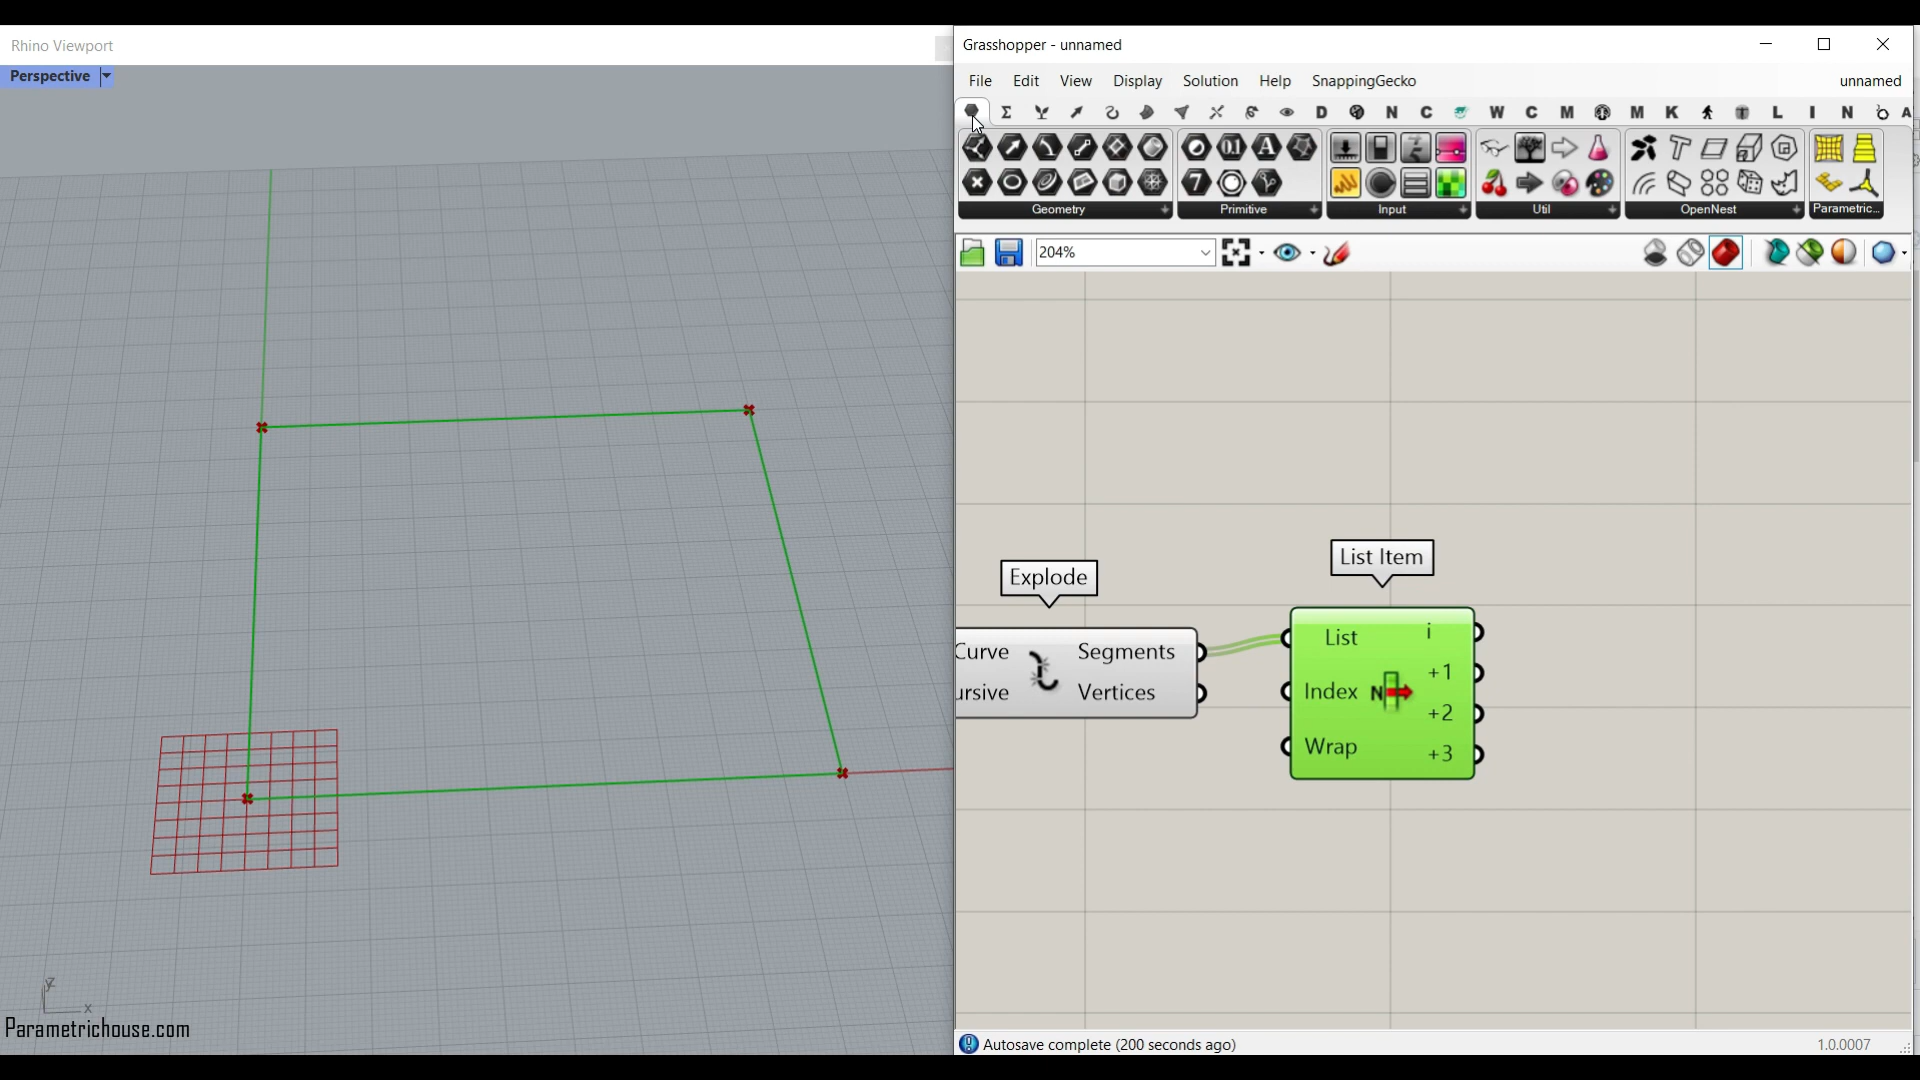 Rhino Viewport
Perspective
Grasshopper - unnamed
File Edit View Display Solution Help SnappingGecko unnamed
D N C W C M M K L I N A
Geometry Primitive Input Util OpenNest Parametric...
204%
List Item
Explode
List i
Curve Segments
+1
ursive Vertices
Index N
+2
Wrap +3
y
x
Parametrichouse.com
Autosave complete (200 seconds ago) 1.0.0007